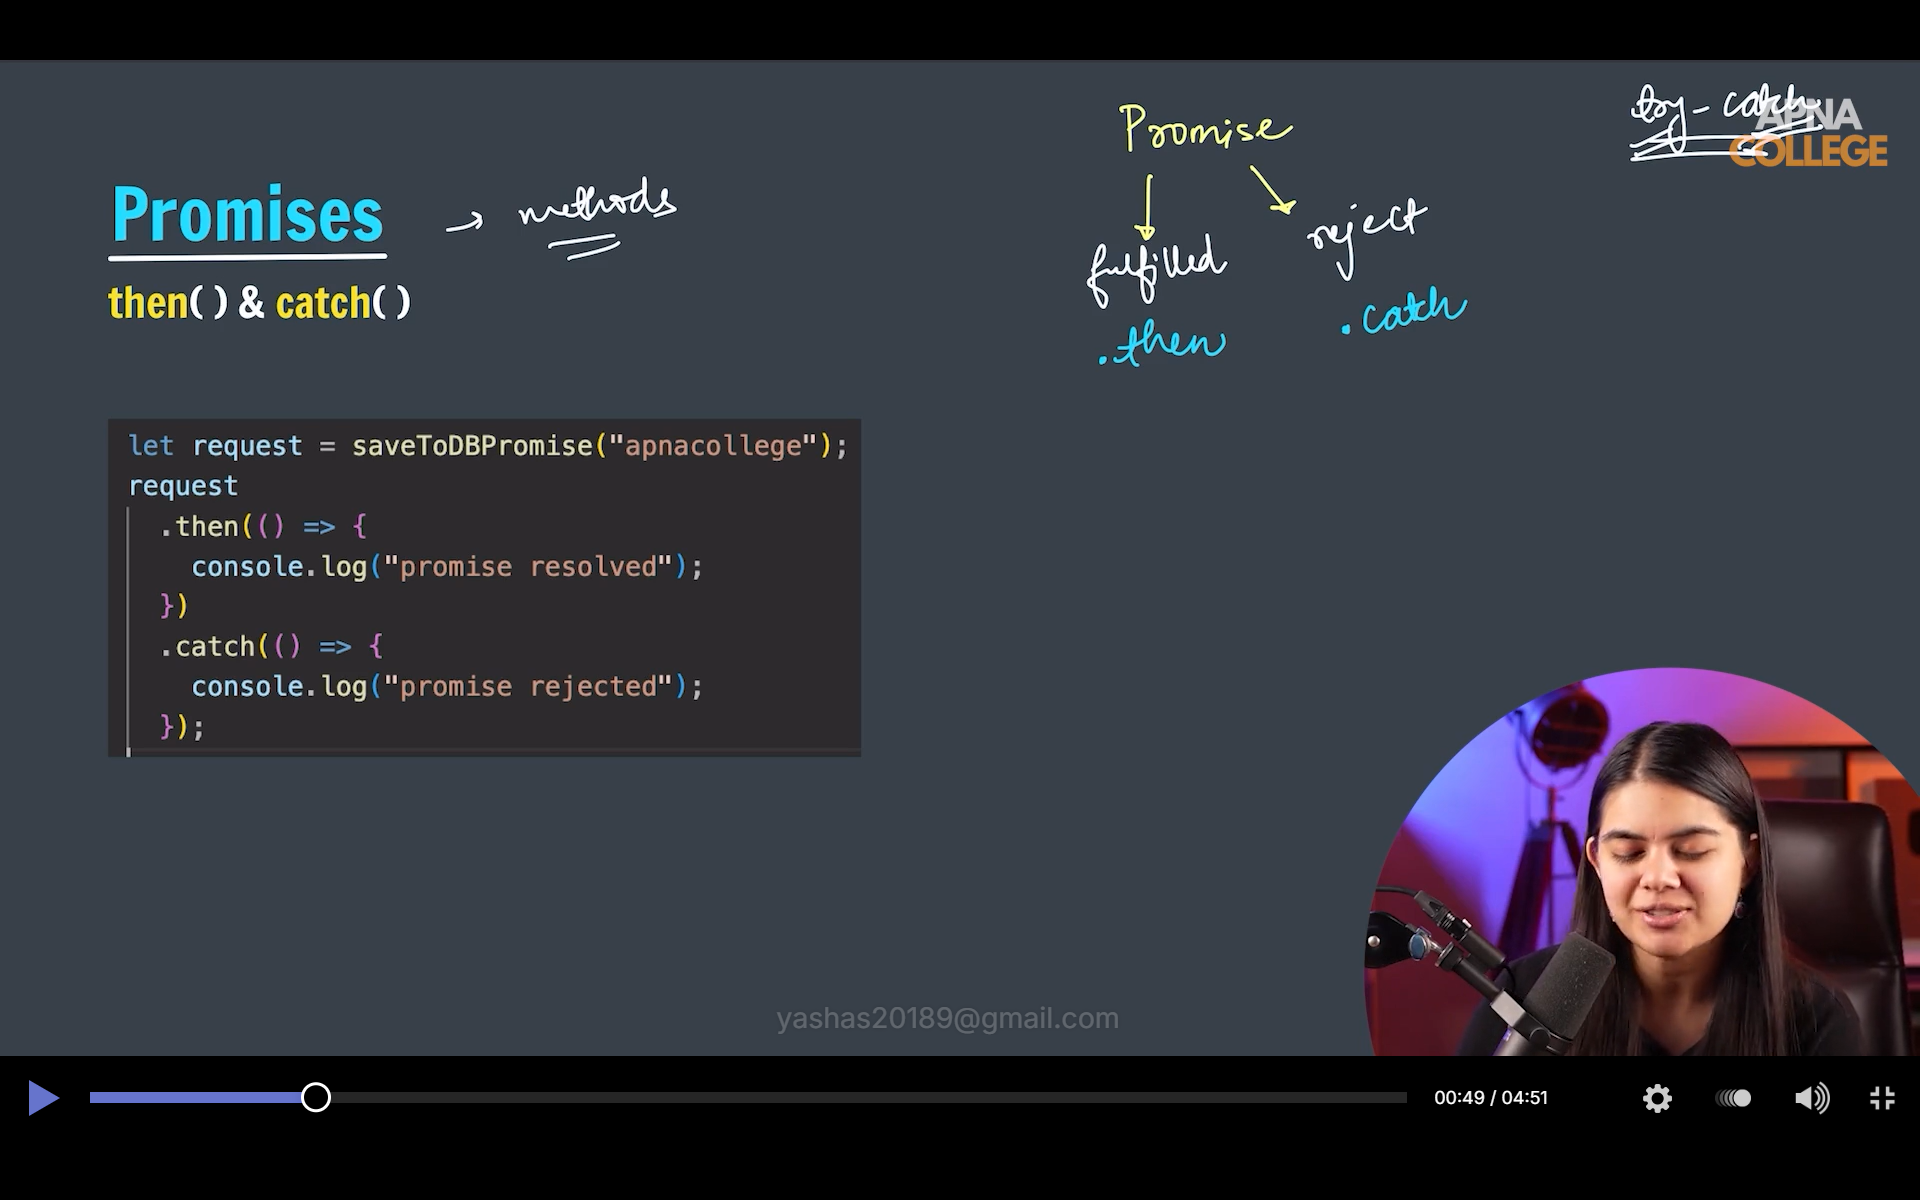 try-catch
APNA
COLLEGE
Promise
Promises → methods
fulfilled
reject
then() & catch()
.then
.catch
let request = saveToDBPromise("apnacollege");
request
.then(() => {
console.log("promise resolved");
})
.catch(() => {
console.log("promise rejected");
});
yashas20189@gmail.com
00:49 / 04:51